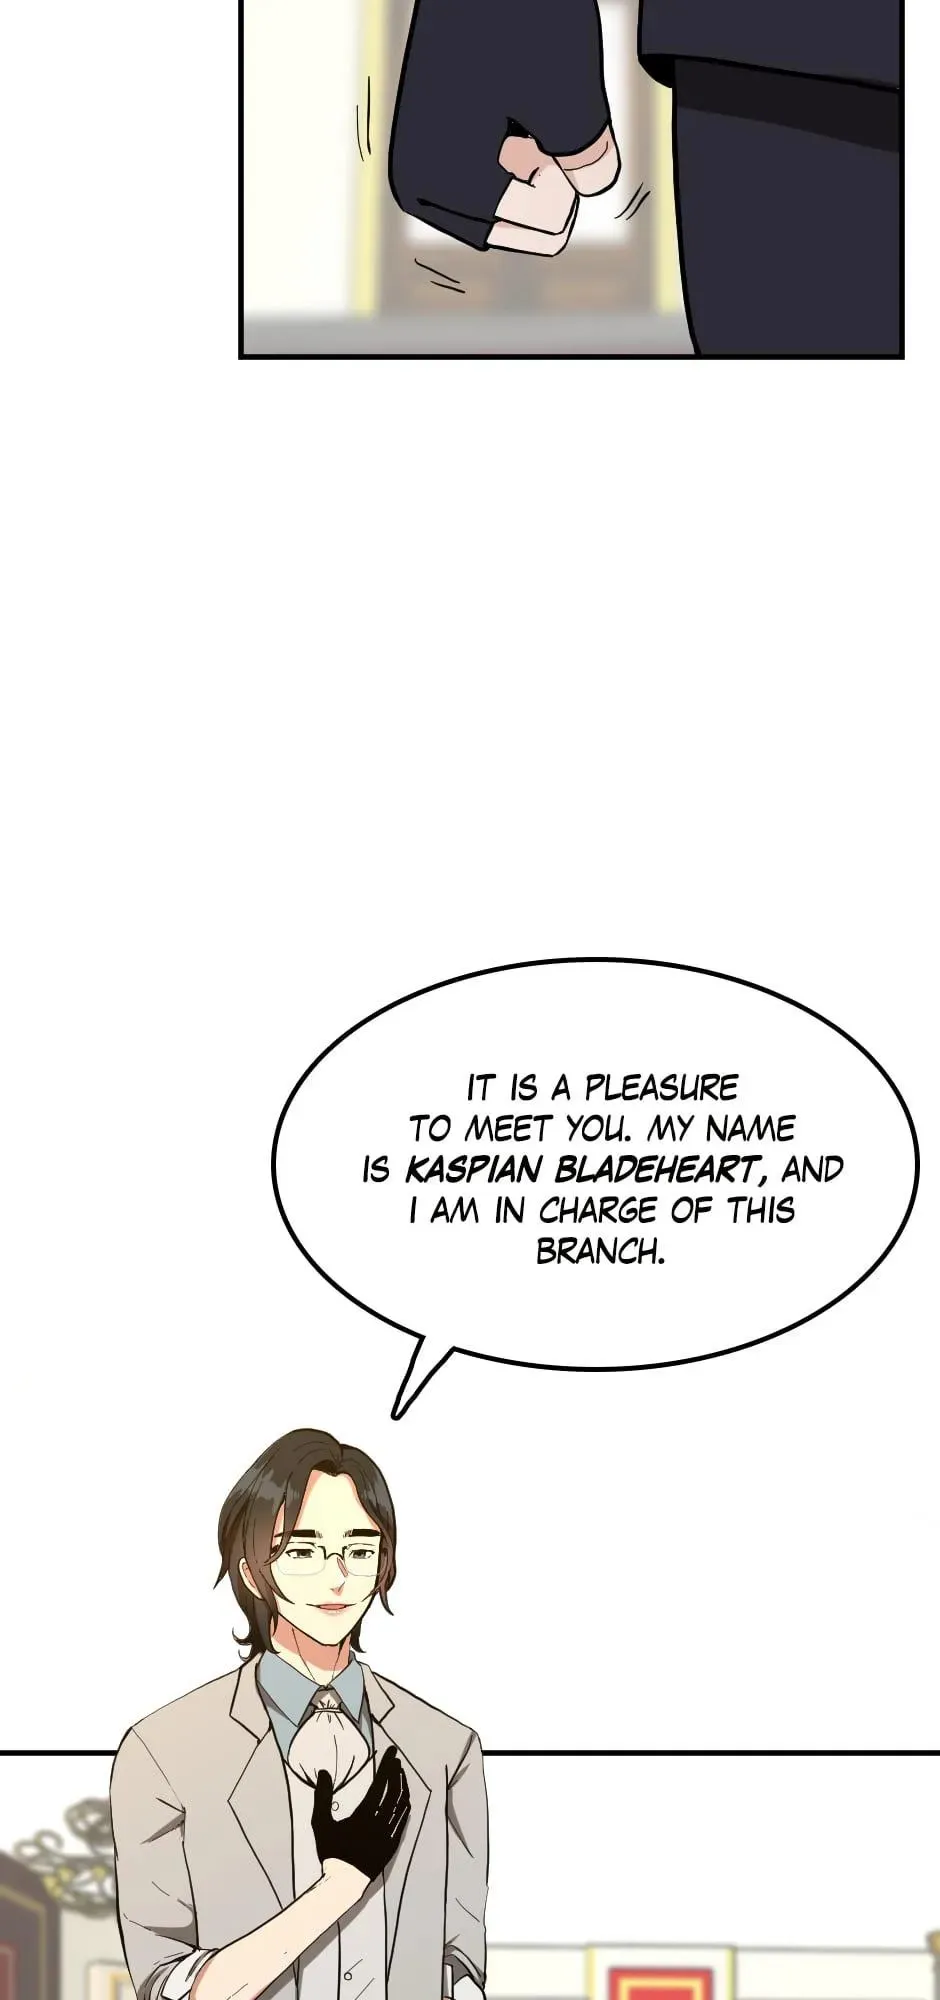 IT IS A PLEASURE
TO MEET YOU. MY NAME
IS KASPIAN BLADEHEART, AND
I AM IN CHARGE OF THIS
BRANCH.